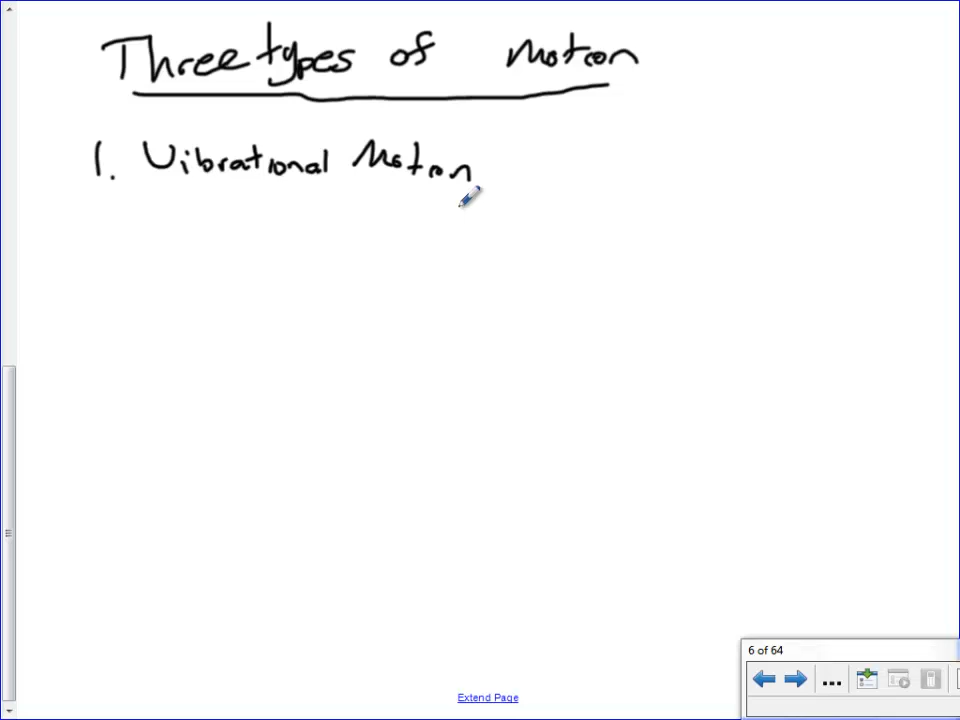 Three types of Motion
1. Vibrational Motion
6 of 64
Extend Page